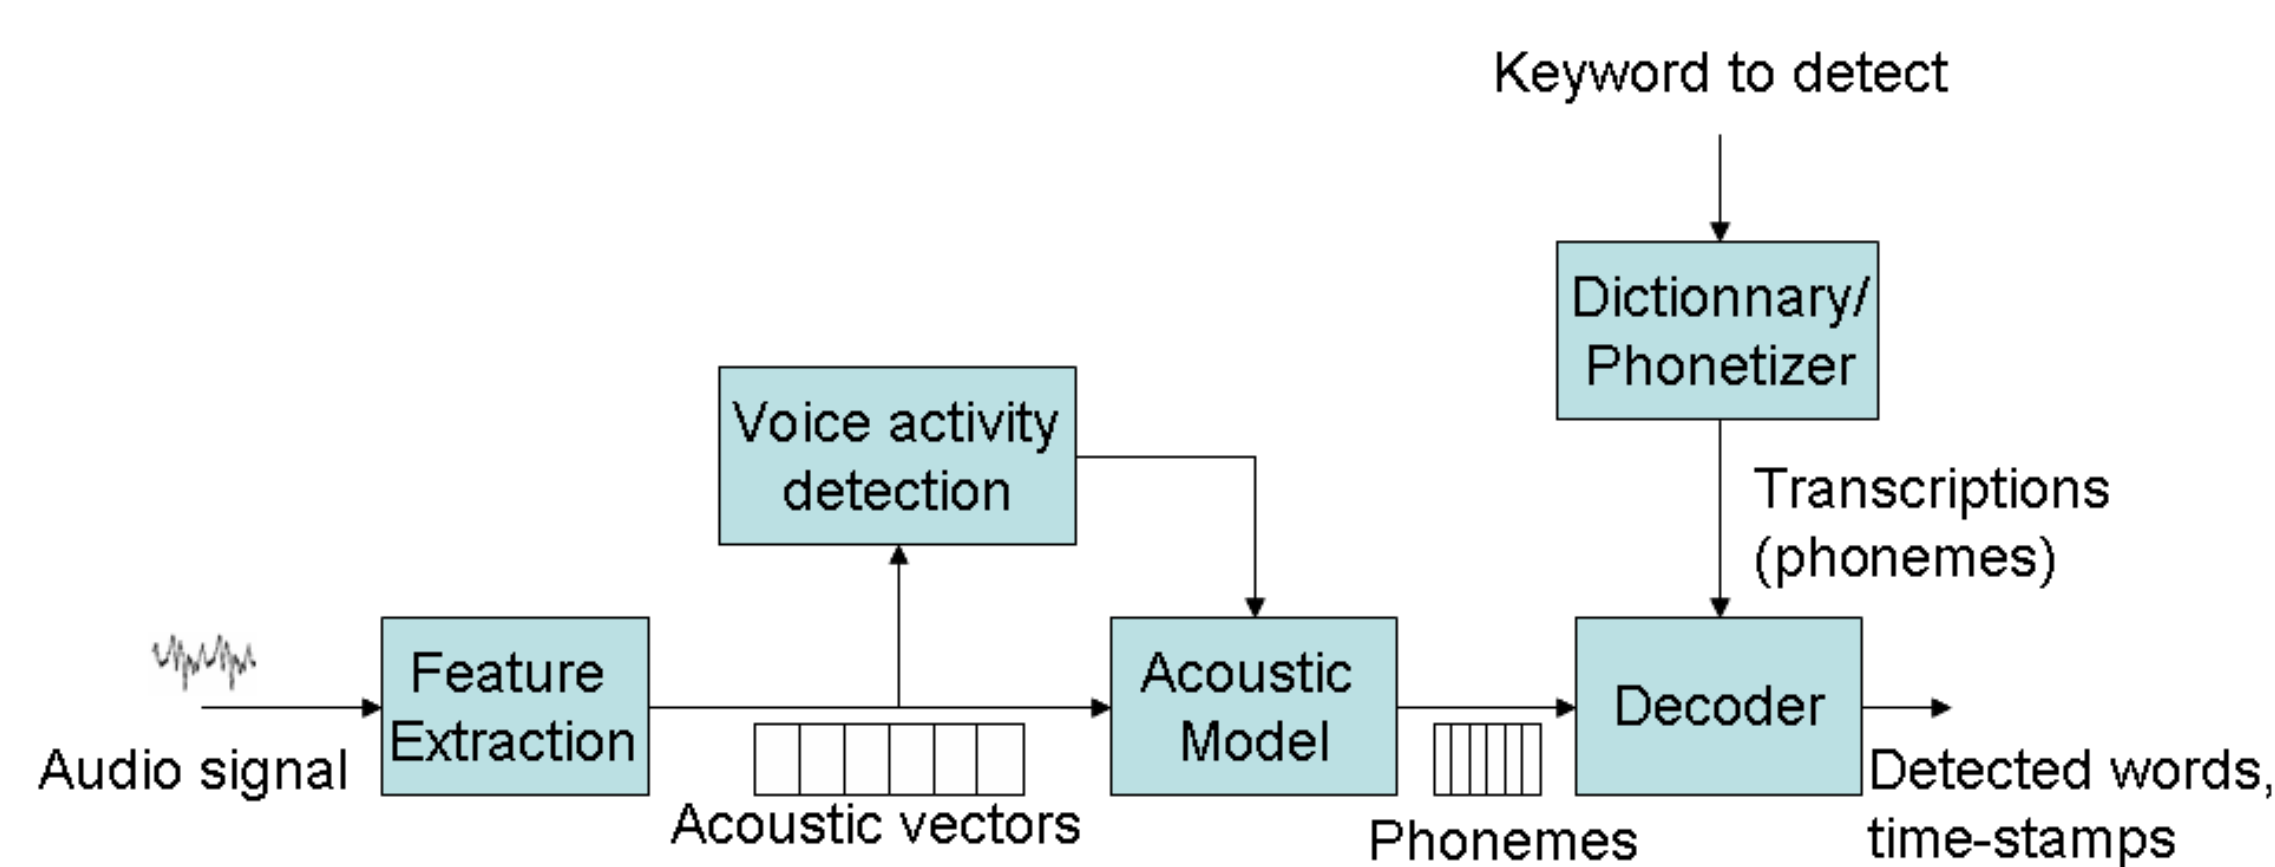 Keyword to detect
Dictionnary/
Phonetizer
Voice activity
detection
Transcriptions
(phonemes)
Feature
Extraction
Acoustic
Model
Decoder
Audio signal
Acoustic vectors
Phonemes
Detected words,
time-stamps